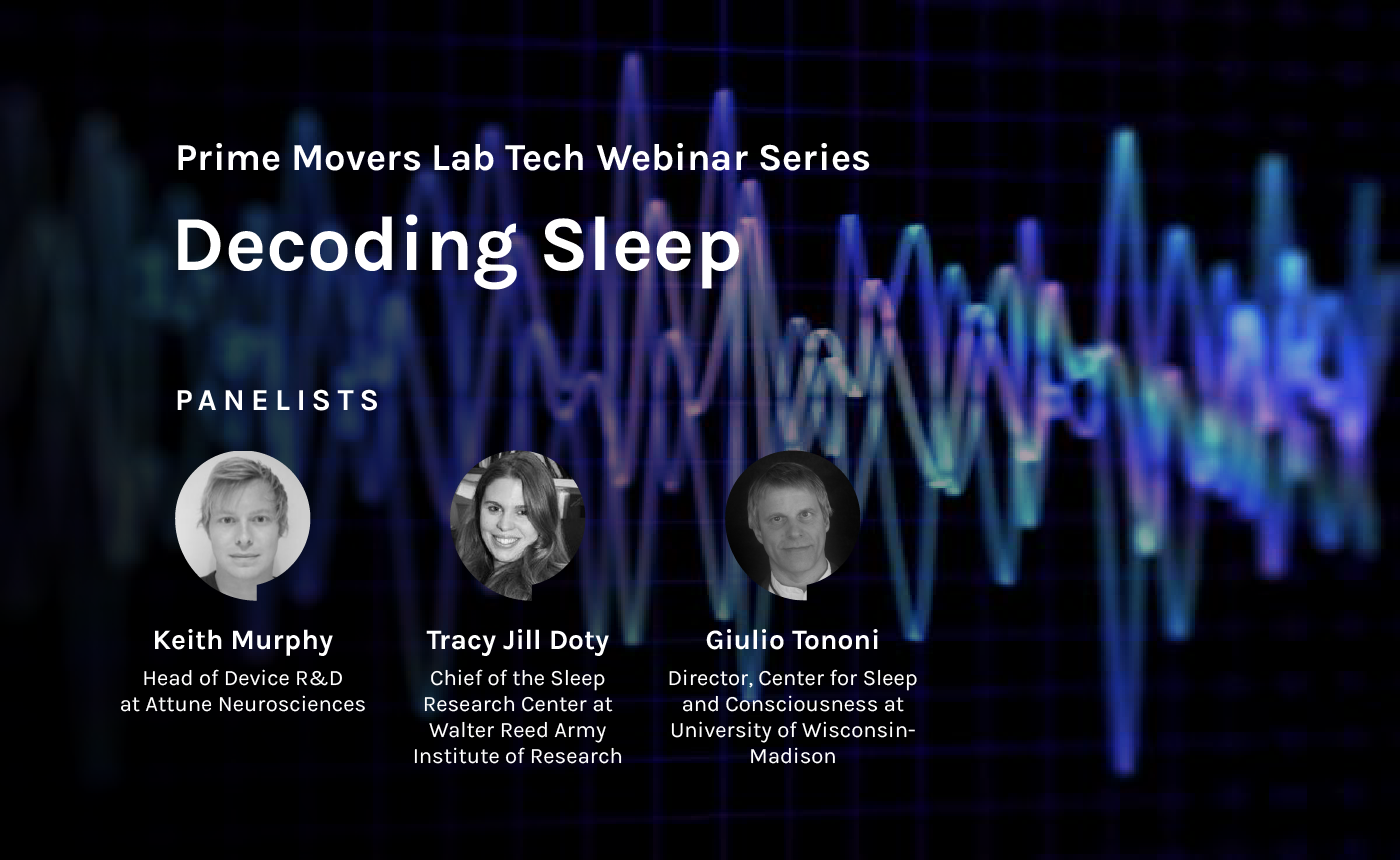 Prime Movers Lab Tech Webinar Series
Decoding Sleep
PANELISTS
Keith Murphy
Head of Device R&D
at Attune Neurosciences
Tracy Jill Doty
Chief of the Sleep
Research Center at
Walter Reed Army
Institute of Research
Giulio Tononi
Director, Center for Sleep
and Consciousness at
University of Wisconsin-
Madison